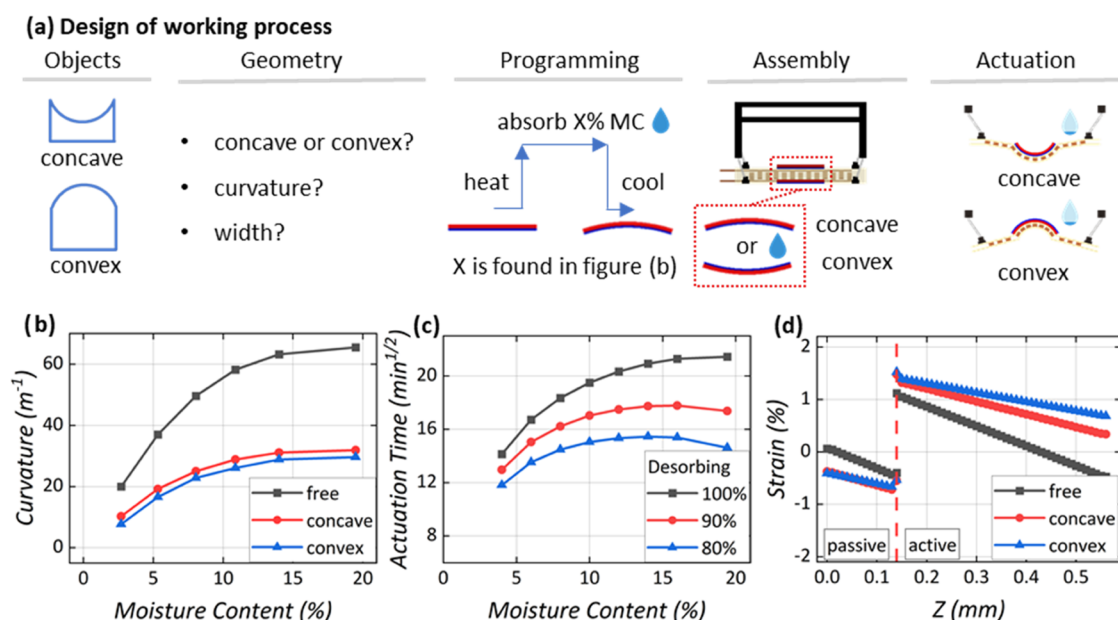 (a) Design of working process
Objects
Geometry
Programming
Assembly
Actuation
concave
convex
• concave or convex?
• curvature?
• width?
absorb X% MC
heat
cool
X is found in figure (b)
concave
or
convex
concave
convex
(b)
Curvature (m⁻¹)
60
40
20
0
free
concave
convex
0
5
10
15
20
Moisture Content (%)
(c)
Actuation Time (min¹/²)
20
16
12
8
Desorbing
100%
90%
80%
0
5
10
15
20
Moisture Content (%)
(d)
Strain (%)
2
1
0
-1
-2
passive
active
free
concave
convex
0.0
0.1
0.2
0.3
0.4
0.5
Z (mm)